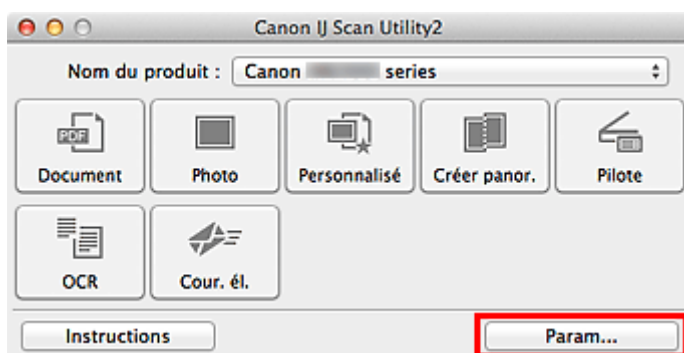 Canon IJ Scan Utility2
Nom du produit : Canon series
PDF
Document Photo Personnalisé Créer panor. Pilote
OCR Cour. él.
Instructions Param...